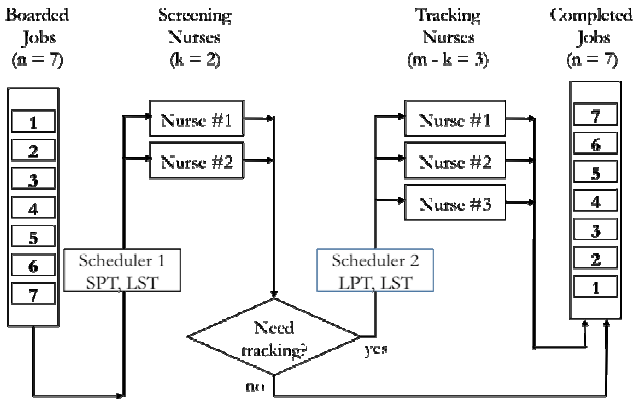 Boarded
Jobs
(n = 7)
Screening
Nurses
(k = 2)
Tracking
Nurses
(m - k = 3)
Completed
Jobs
(n = 7)
1
2
3
4
5
6
7
Nurse #1
Nurse #2
Scheduler 1
SPT, LST
Need
tracking?
yes
no
Nurse #1
Nurse #2
Nurse #3
Scheduler 2
LPT, LST
7
6
5
4
3
2
1